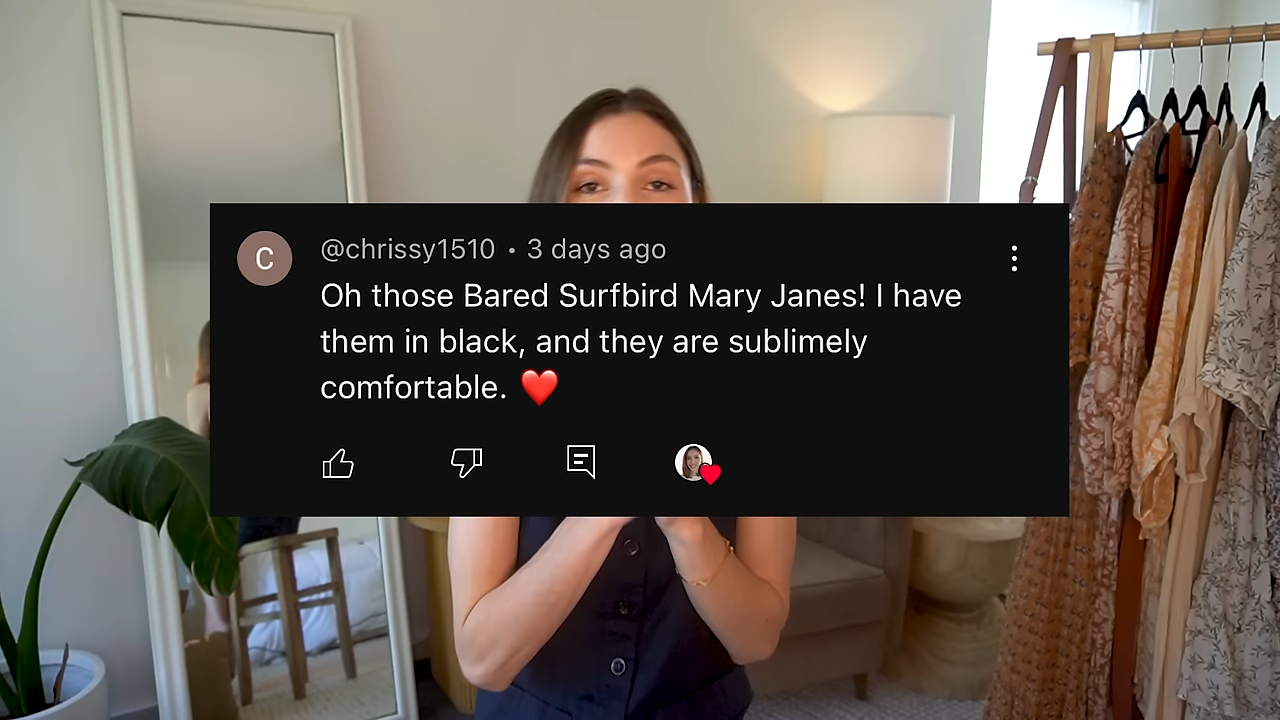 C
@chrissy1510 • 3 days ago
Oh those Bared Surfbird Mary Janes! I have
them in black, and they are sublimely
comfortable. ❤️